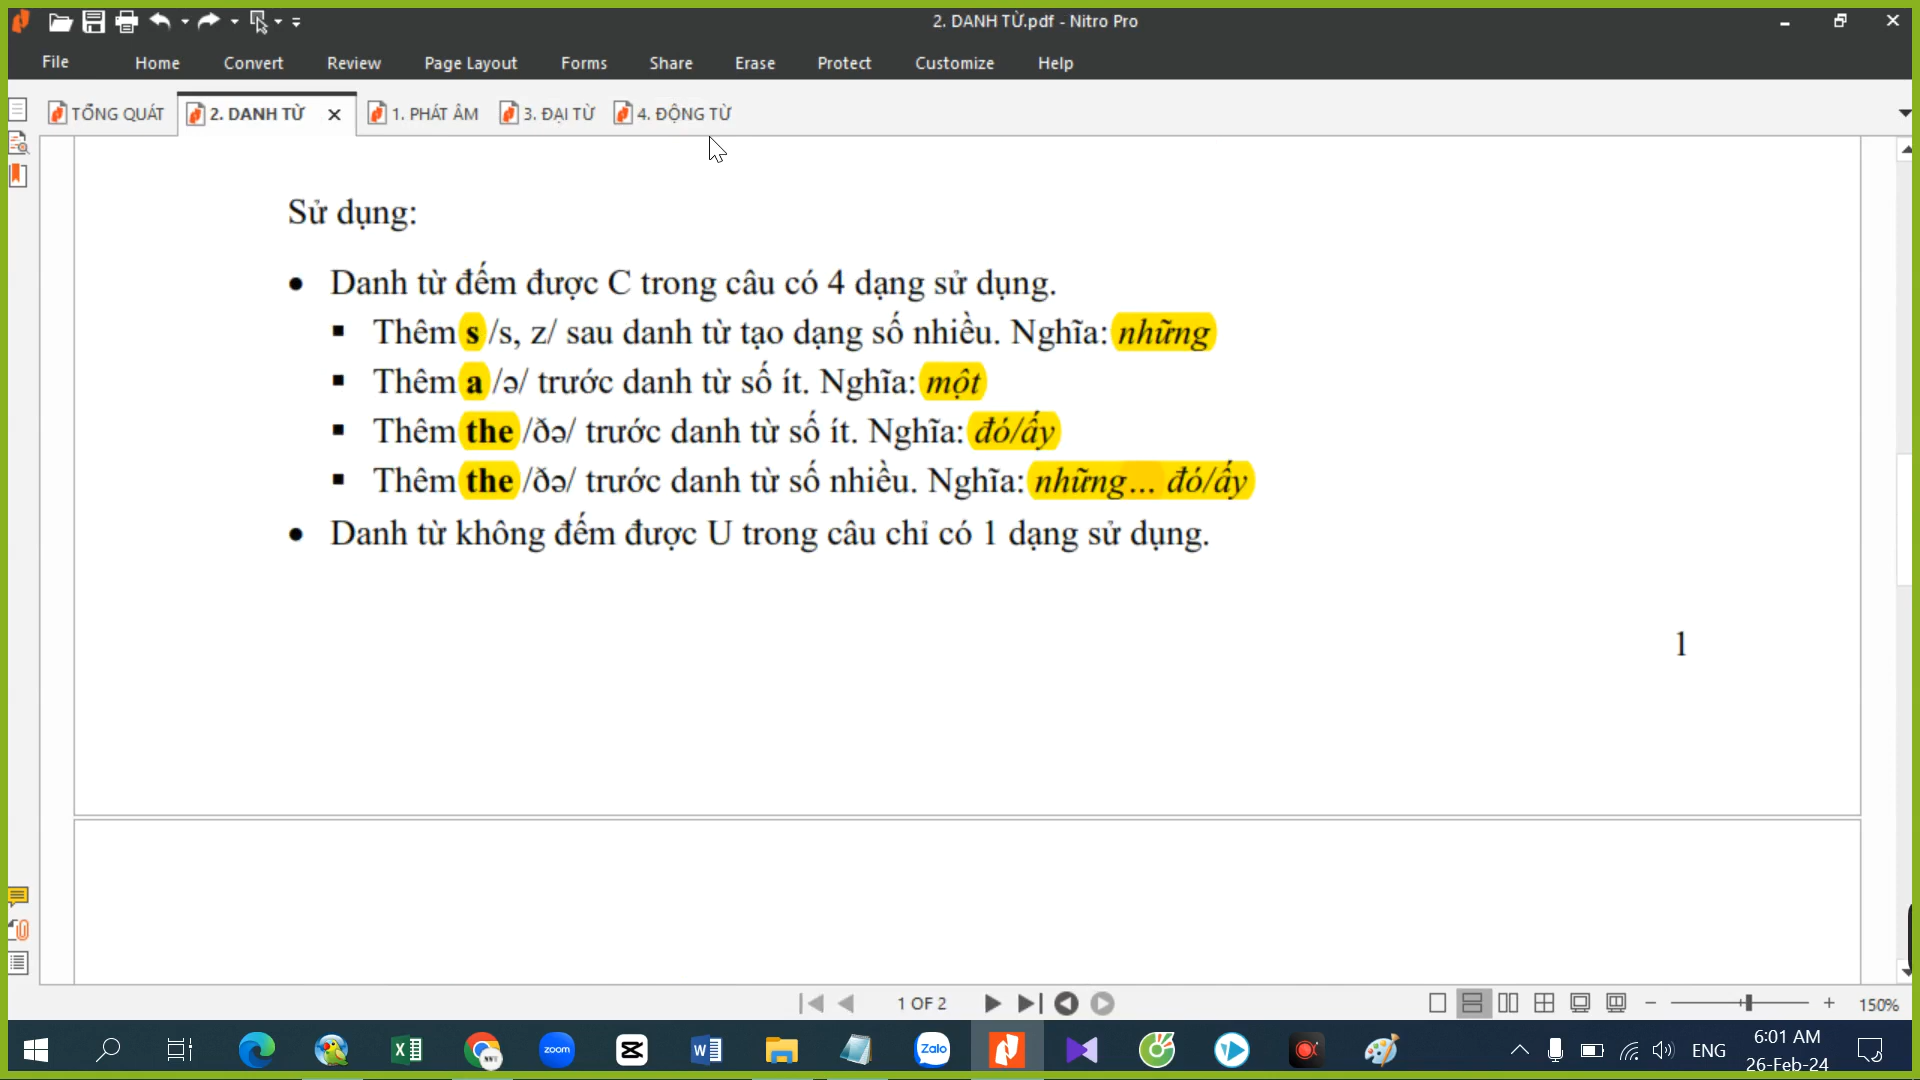 2. DANH TỪ.pdf - Nitro Pro
File Home Convert Review Page Layout Forms Share Erase Protect Customize Help
TỔNG QUÁT 2. DANH TỪ 1. PHÁT ÂM 3. ĐẠI TỪ 4. ĐỘNG TỪ
Sử dụng:
• Danh từ đếm được C trong câu có 4 dạng sử dụng.
▪ Thêm s /s, z/ sau danh từ tạo dạng số nhiều. Nghĩa: những
▪ Thêm a /ə/ trước danh từ số ít. Nghĩa: một
▪ Thêm the /ðə/ trước danh từ số ít. Nghĩa: đó/ấy
▪ Thêm the /ðə/ trước danh từ số nhiều. Nghĩa: những... đó/ấy
• Danh từ không đếm được U trong câu chỉ có 1 dạng sử dụng.
1
1 OF 2
150%
zoom
Zalo
ENG
6:01 AM
26-Feb-24